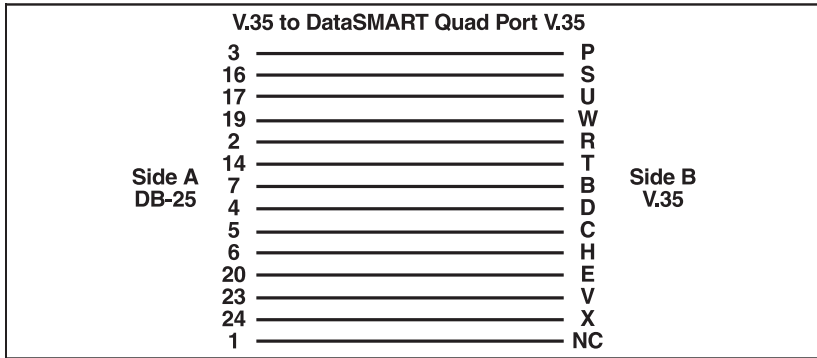 V.35 to DataSMART Quad Port V.35
3 P
16 S
17 U
19 W
2 R
14 T
Side A
DB-25
7 B
4 D
Side B
V.35
5 C
6 H
20 E
23 V
24 X
1 NC